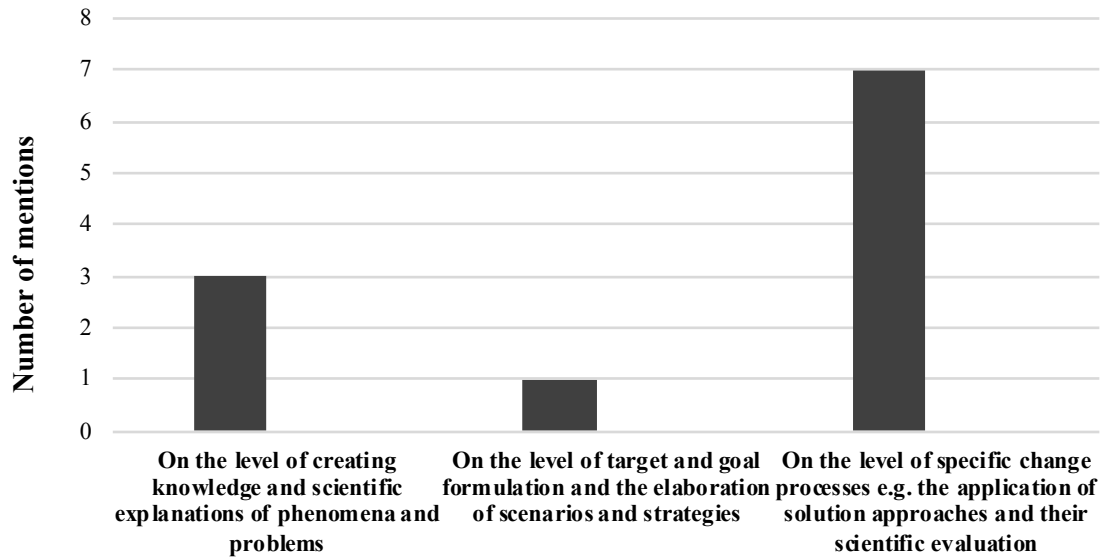 8
7
6
5
4
3
2
1
0
Number of mentions
On the level of creating
knowledge and scientific
explanations of phenomena and
problems
On the level of target and goal
formulation and the elaboration
of scenarios and strategies
On the level of specific change
processes e.g. the application of
solution approaches and their
scientific evaluation